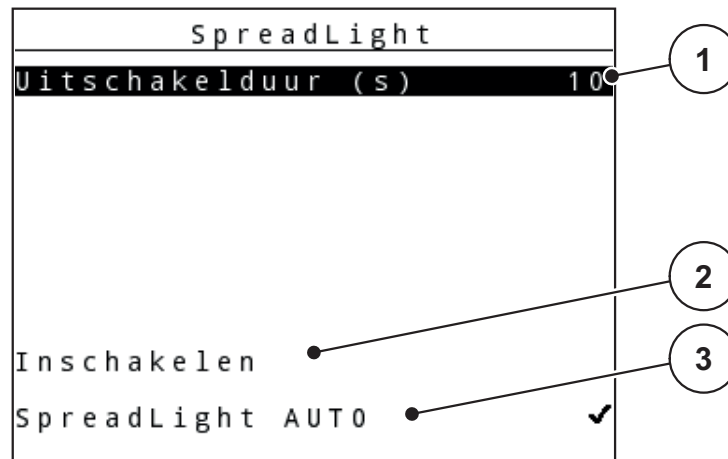 SpreadLight
Uitschakelduur (s) 10
1
2
Inschakelen
3
SpreadLight AUTO ✓